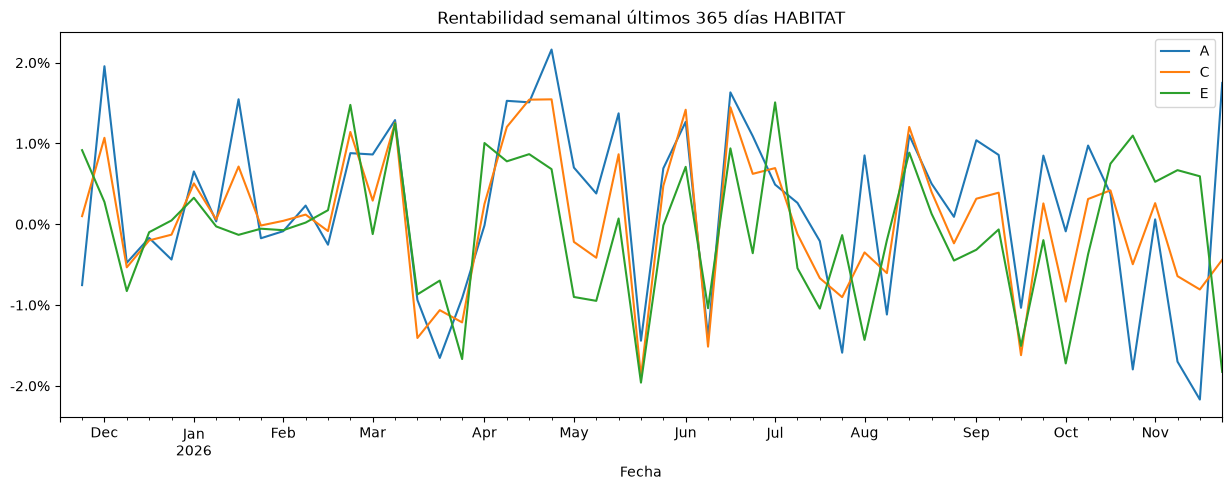 Rentabilidad semanal últimos 365 días HABITAT
A
C
E
2.0%
1.0%
0.0%
-1.0%
-2.0%
Dec Jan Feb Mar Apr May Jun Jul Aug Sep Oct Nov
2026
Fecha